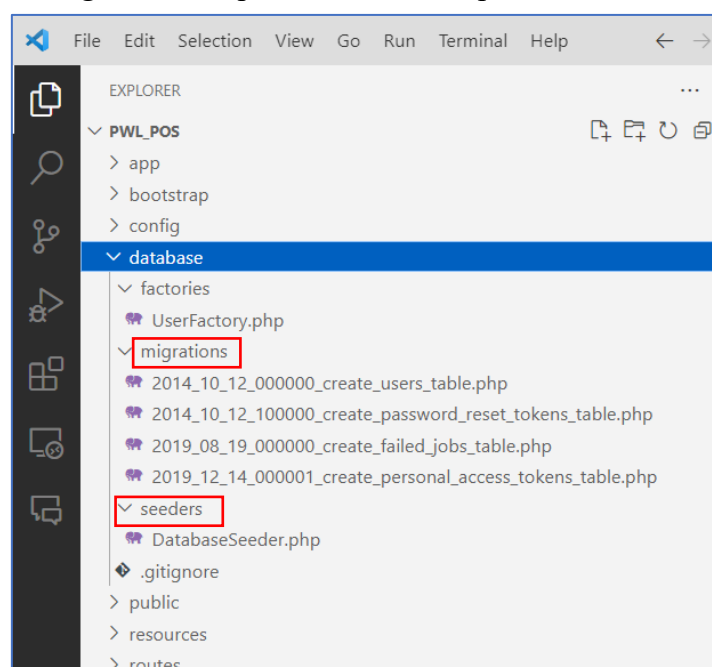 File Edit Selection View Go Run Terminal Help
EXPLORER
PWL_POS
app
bootstrap
config
database
factories
UserFactory.php
migrations
2014_10_12_000000_create_users_table.php
2014_10_12_100000_create_password_reset_tokens_table.php
2019_08_19_000000_create_failed_jobs_table.php
2019_12_14_000001_create_personal_access_tokens_table.php
seeders
DatabaseSeeder.php
.gitignore
public
resources
routes